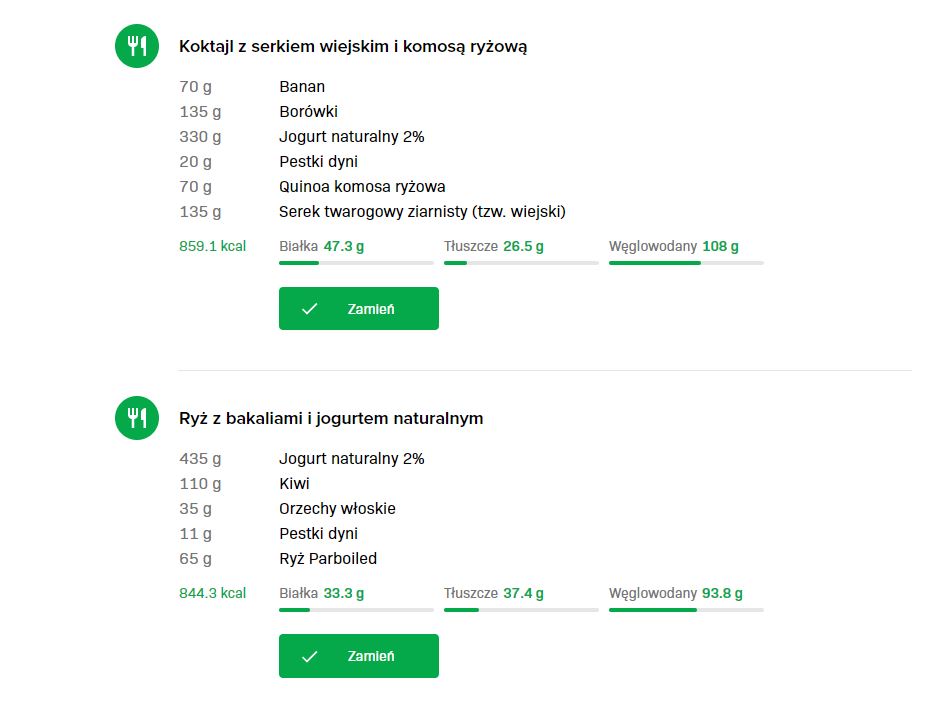 Koktajl z serkiem wiejskim i komosą ryżową
70 g Banan
135 g Borówki
330 g Jogurt naturalny 2%
20 g Pestki dyni
70 g Quinoa komosa ryżowa
135 g Serek twarogowy ziarnisty (tzw. wiejski)
859.1 kcal Białka 47.3 g Tłuszcze 26.5 g Węglowodany 108 g
Zamień
Ryż z bakaliami i jogurtem naturalnym
435 g Jogurt naturalny 2%
110 g Kiwi
35 g Orzechy włoskie
11 g Pestki dyni
65 g Ryż Parboiled
844.3 kcal Białka 33.3 g Tłuszcze 37.4 g Węglowodany 93.8 g
Zamień